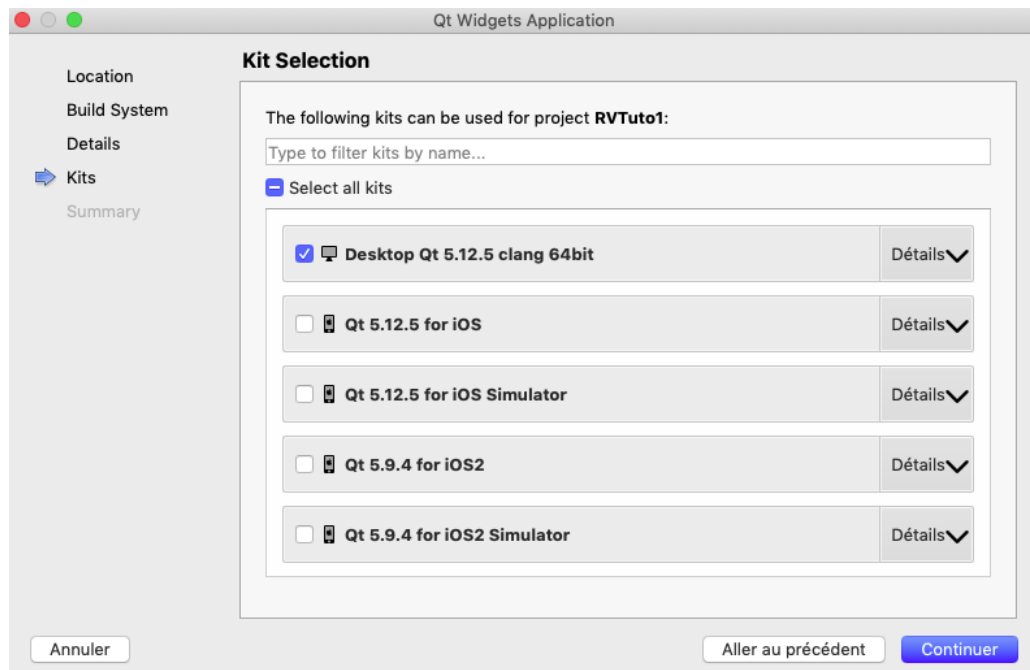 Qt Widgets Application
Location
Build System
Details
Kits
Summary
Kit Selection
The following kits can be used for project RVTuto1:
Type to filter kits by name...
Select all kits
Desktop Qt 5.12.5 clang 64bit Détails
Qt 5.12.5 for iOS Détails
Qt 5.12.5 for iOS Simulator Détails
Qt 5.9.4 for iOS2 Détails
Qt 5.9.4 for iOS2 Simulator Détails
Annuler Aller au précédent Continuer